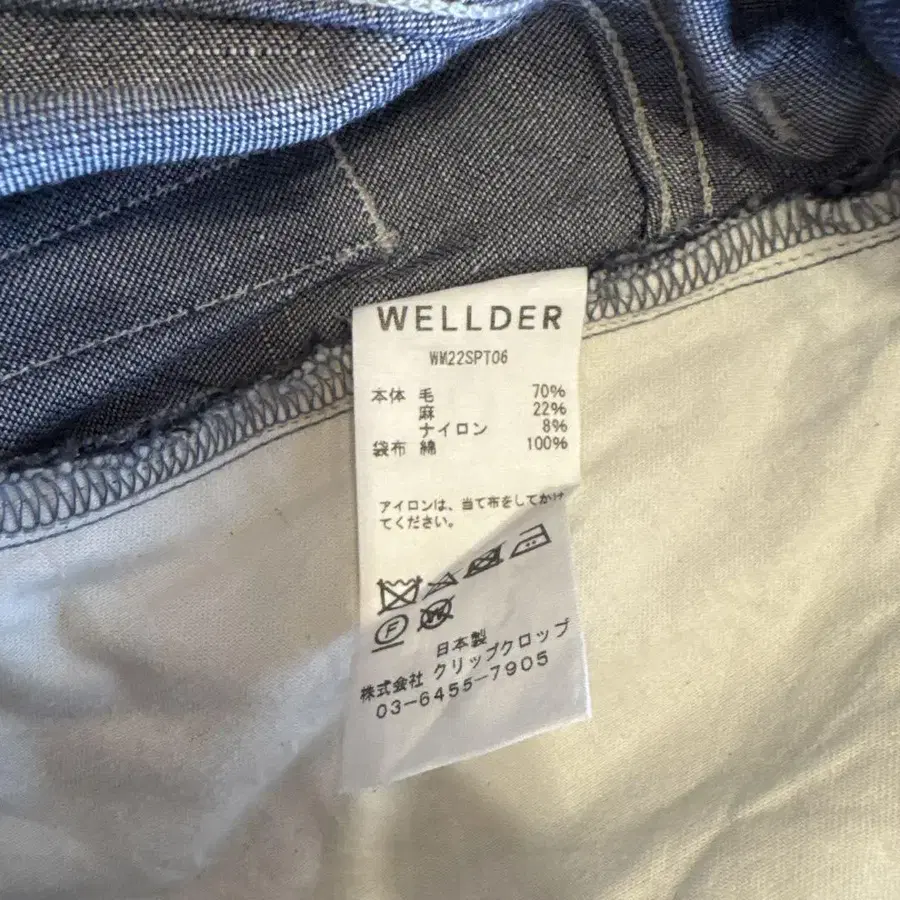 WELLDER
WM22SPT06
本体 毛 70%
麻 22%
ナイロン 8%
袋布 綿 100%
アイロンは、当て布をしてかけ
てください。
F
W
日本製
株式会社 クリップクロップ
03-6455-7905